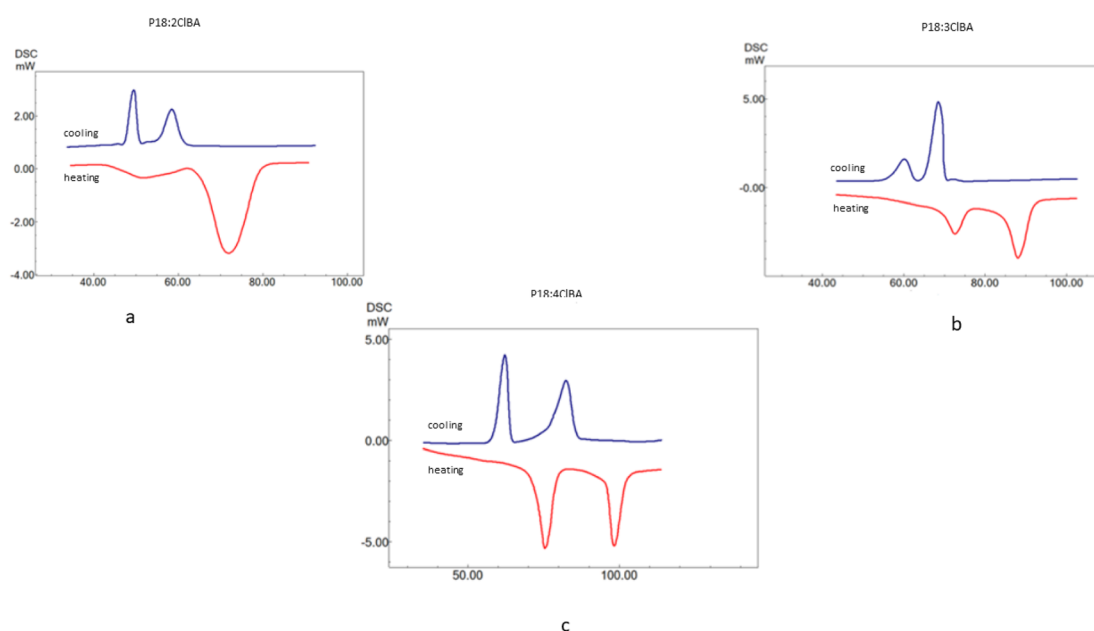 P18:2ClBA
DSC
mW
2.00
0.00
-2.00
-4.00
cooling
heating
40.00 60.00 80.00 100.00
a
P18:3ClBA
DSC
mW
5.00
-0.00
cooling
heating
40.00 60.00 80.00 100.00
b
P18:4ClBA
DSC
mW
5.00
0.00
-5.00
cooling
heating
50.00 100.00
c